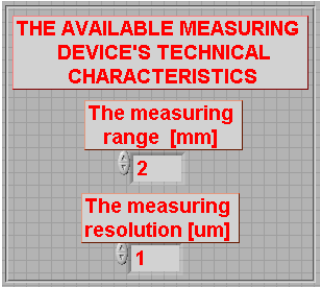 THE AVAILABLE MEASURING
DEVICE'S TECHNICAL
CHARACTERISTICS
The measuring
range [mm]
2
The measuring
resolution [um]
1